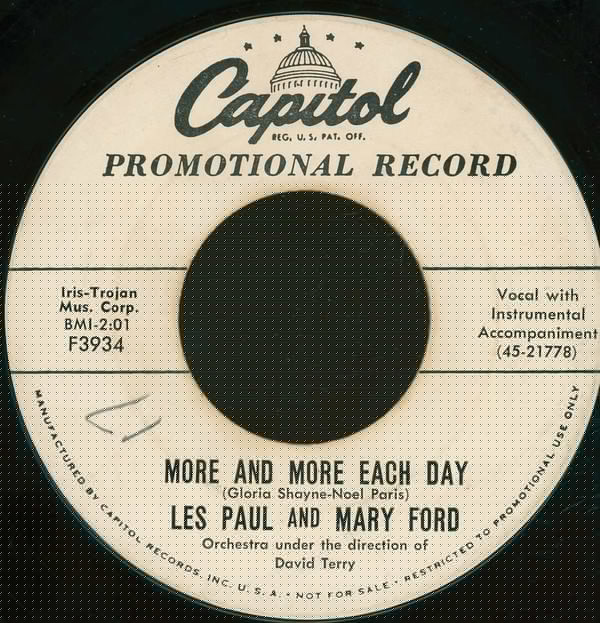 Capitol
REG. U.S. PAT. OFF.
PROMOTIONAL RECORD
Iris-Trojan
Mus. Corp.
BMI-2:01
F3934
Vocal with
Instrumental
Accompaniment
(45-21778)
MORE AND MORE EACH DAY
(Gloria Shayne-Noel Paris)
LES PAUL AND MARY FORD
Orchestra under the direction of
David Terry
MANUFACTURED BY CAPITOL RECORDS, INC. U.S.A. • NOT FOR SALE • RESTRICTED TO PROMOTIONAL USE ONLY